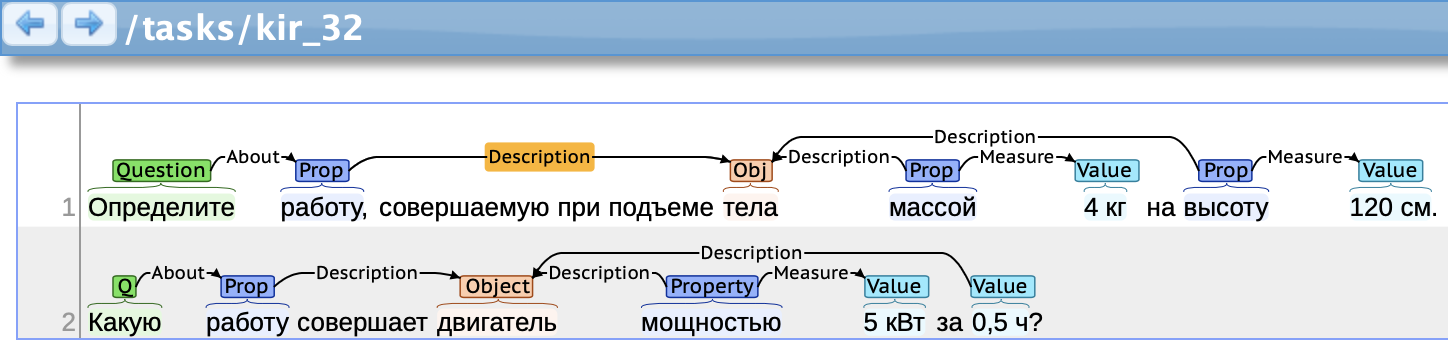 /tasks/kir_32
Description
Question About Prop Description Obj Description Prop Measure Value Prop Measure Value
1 Определите работу, совершаемую при подъеме тела массой 4 кг на высоту 120 см.
Description
Q About Prop Description Object Description Property Measure Value Value
2 Какую работу совершает двигатель мощностью 5 кВт за 0,5 ч?